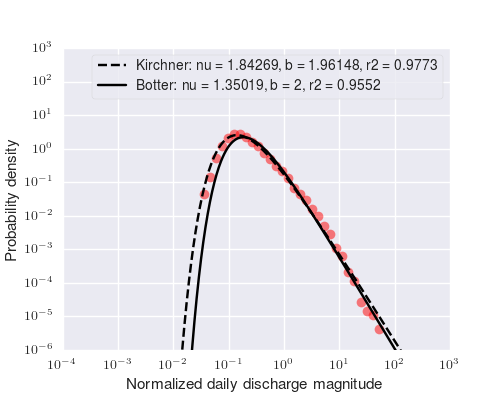 Kirchner: nu = 1.84269, b = 1.96148, r2 = 0.9773
Botter: nu = 1.35019, b = 2, r2 = 0.9552
Probability density
10³
10²
10¹
10⁰
10⁻¹
10⁻²
10⁻³
10⁻⁴
10⁻⁵
10⁻⁶
10⁻⁴ 10⁻³ 10⁻² 10⁻¹ 10⁰ 10¹ 10² 10³
Normalized daily discharge magnitude